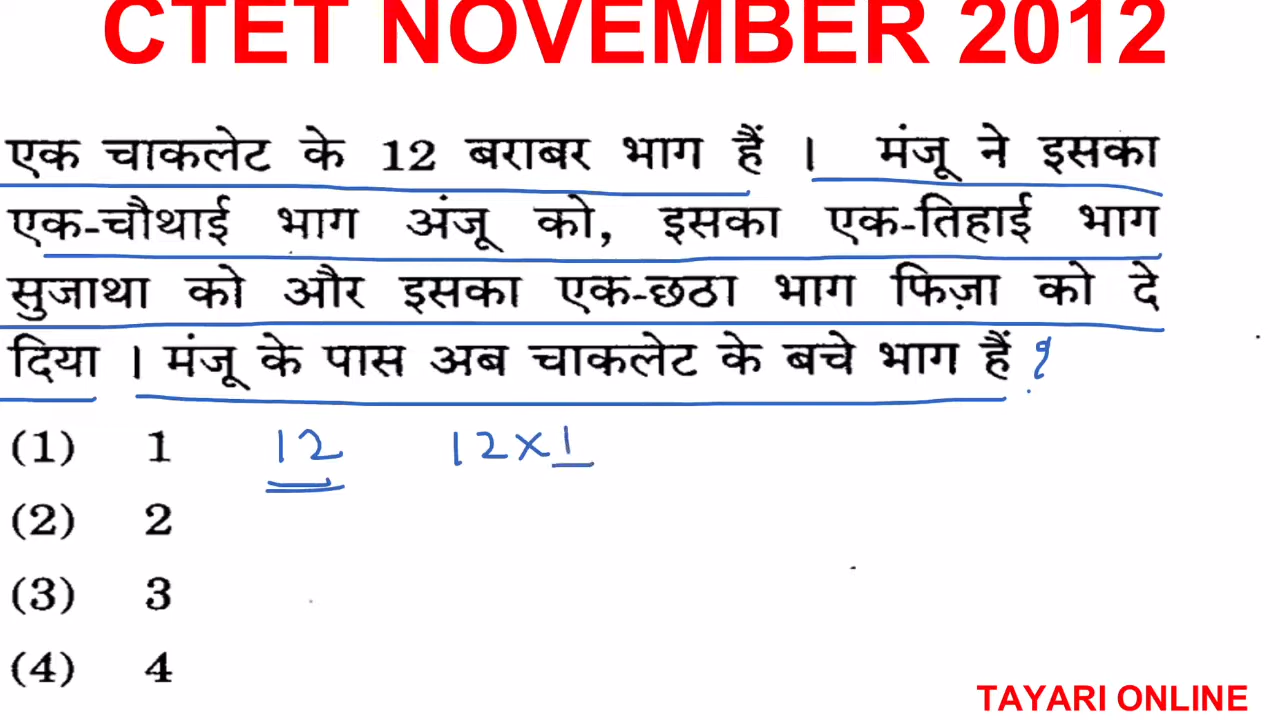 CTET NOVEMBER 2012
एक चाकलेट के 12 बराबर भाग हैं । मंजू ने इसका
एक-चौथाई भाग अंजू को, इसका एक-तिहाई भाग
सुजाथा को और इसका एक-छठा भाग फिज़ा को दे
दिया । मंजू के पास अब चाकलेट के बचे भाग हैं ?
(1) 1 12 12×1
(2) 2
(3) 3
(4) 4
TAYARI ONLINE